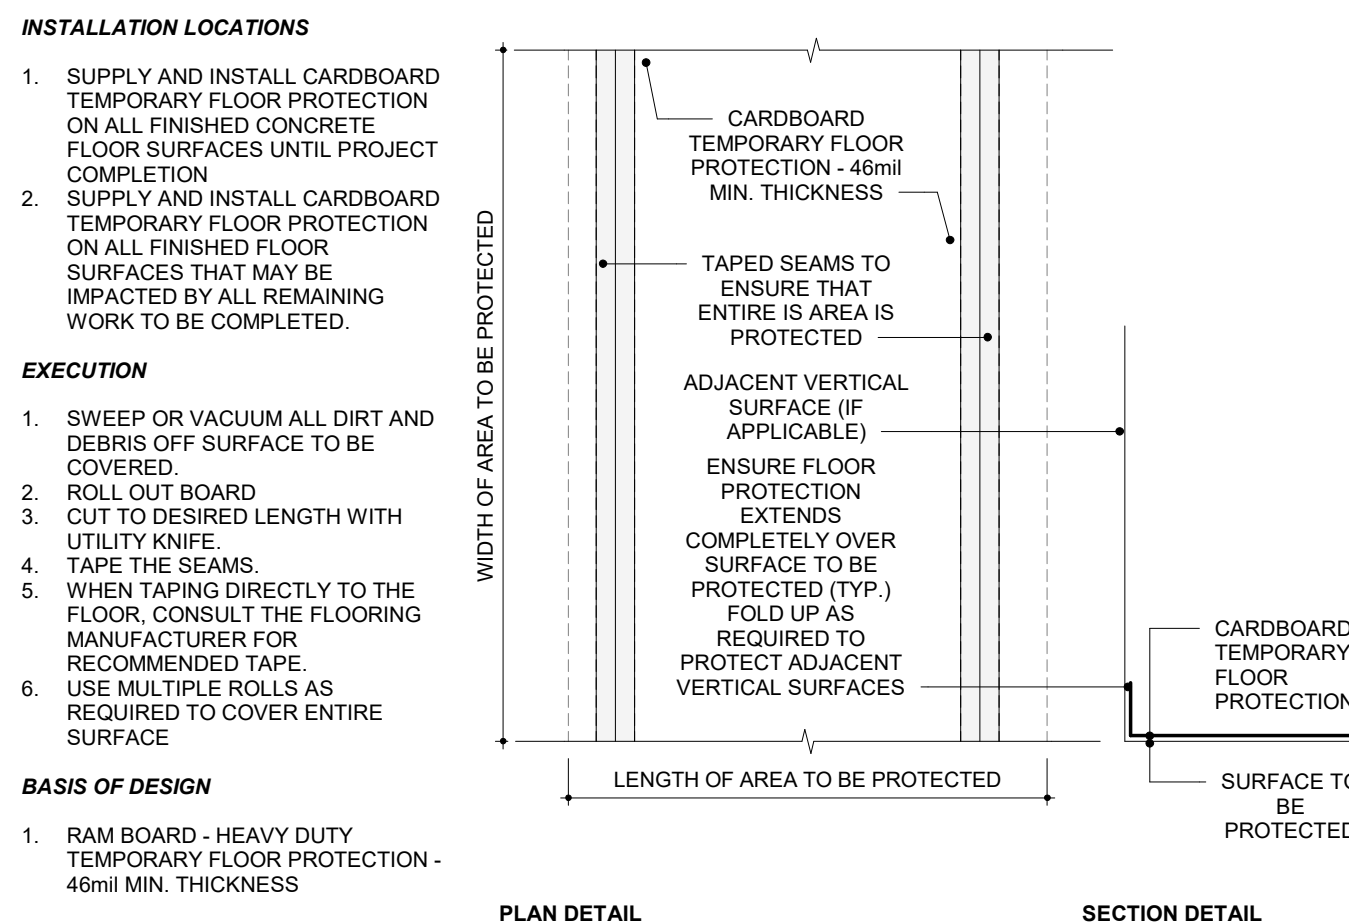 INSTALLATION LOCATIONS
1. SUPPLY AND INSTALL CARDBOARD
TEMPORARY FLOOR PROTECTION
ON ALL FINISHED CONCRETE
FLOOR SURFACES UNTIL PROJECT
COMPLETION
2. SUPPLY AND INSTALL CARDBOARD
TEMPORARY FLOOR PROTECTION
ON ALL FINISHED FLOOR
SURFACES THAT MAY BE
IMPACTED BY ALL REMAINING
WORK TO BE COMPLETED.
EXECUTION
1. SWEEP OR VACUUM ALL DIRT AND
DEBRIS OFF SURFACE TO BE
COVERED.
2. ROLL OUT BOARD
3. CUT TO DESIRED LENGTH WITH
UTILITY KNIFE.
4. TAPE THE SEAMS.
5. WHEN TAPING DIRECTLY TO THE
FLOOR, CONSULT THE FLOORING
MANUFACTURER FOR
RECOMMENDED TAPE.
6. USE MULTIPLE ROLLS AS
REQUIRED TO COVER ENTIRE
SURFACE
BASIS OF DESIGN
1. RAM BOARD - HEAVY DUTY
TEMPORARY FLOOR PROTECTION -
46mil MIN. THICKNESS
WIDTH OF AREA TO BE PROTECTED
CARDBOARD
TEMPORARY FLOOR
PROTECTION - 46mil
MIN. THICKNESS
TAPED SEAMS TO
ENSURE THAT
ENTIRE IS AREA IS
PROTECTED
ADJACENT VERTICAL
SURFACE (IF
APPLICABLE)
ENSURE FLOOR
PROTECTION
EXTENDS
COMPLETELY OVER
SURFACE TO BE
PROTECTED (TYP.)
FOLD UP AS
REQUIRED TO
PROTECT ADJACENT
VERTICAL SURFACES
LENGTH OF AREA TO BE PROTECTED
PLAN DETAIL
CARDBOARD
TEMPORARY
FLOOR
PROTECTION
SURFACE TO
BE
PROTECTED
SECTION DETAIL